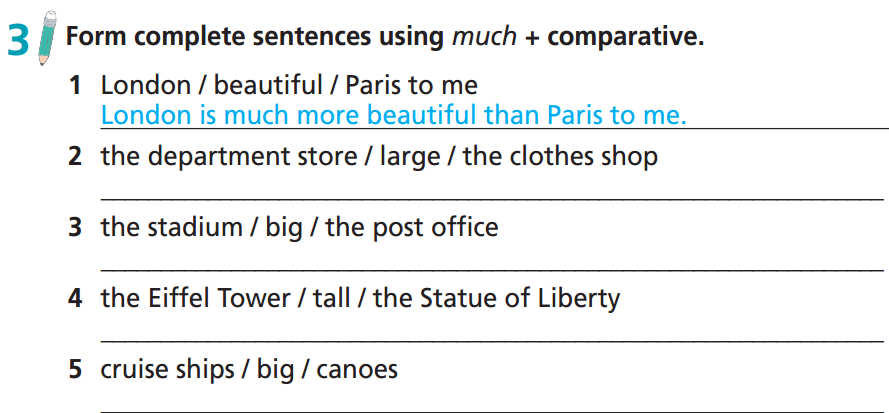 3 Form complete sentences using much + comparative.
1 London / beautiful / Paris to me
London is much more beautiful than Paris to me.
2 the department store / large / the clothes shop
3 the stadium / big / the post office
4 the Eiffel Tower / tall / the Statue of Liberty
5 cruise ships / big / canoes